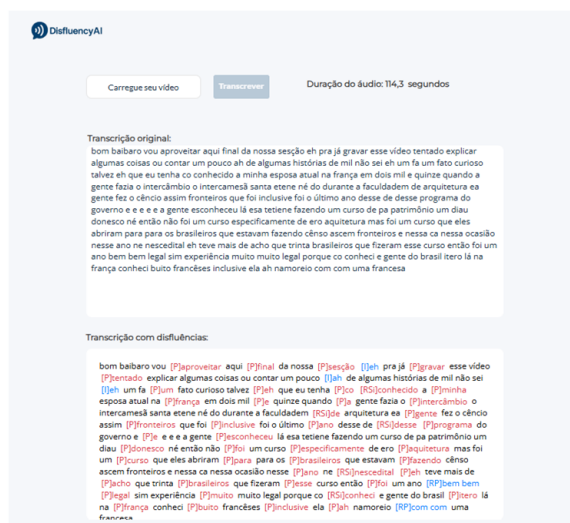 DisfluencyAI
Carregue seu vídeo
Transcrever
Duração do áudio: 114,3 segundos
Transcrição original:
bom baibaro vou aproveitar aqui final da nossa sesção eh pra já gravar esse vídeo tentado explicar
algumas coisas ou contar um pouco ah de algumas histórias de mil não sei eh um fa um fato curioso
talvez eh que eu tenha co conhecido a minha esposa atual na frança em dois mil e quinze quando a
gente fazia o intercâmbio o intercamesã santa etene né do durante a faculdadem de arquitetura ea
gente fez o cêncio assim fronteiros que foi inclusive foi o último ano desse de desse programa do
governo e e e e e a gente esconheceu lá esa tetiene fazendo um curso de pa patrimônio um diau
donesco né então não foi um curso especificamente de ero aquitetura mas foi um curso que eles
abriram para para os brasileiros que estavam fazendo cênso ascem fronteiros e nessa ca nessa ocasião
nesse ano ne nescedital eh teve mais de acho que trinta brasileiros que fizeram esse curso então foi um
ano bem bem legal sim experiência muito muito legal porque co conheci e gente do brasil itero lá na
frança conheci buito francêses inclusive ela ah namoreio com com uma francesa
Transcrição com disfluências:
bom baibaro vou [P]aproveitar aqui [P]final da nossa [P]sesção [I]eh pra já [P]gravar esse vídeo
[P]tentado explicar algumas coisas ou contar um pouco [I]ah de algumas histórias de mil não sei
[I]eh um fa [P]um fato curioso talvez [P]eh que eu tenha [P]co [RSi]conhecido a [P]minha
esposa atual na [P]frança em dois mil [P]e quinze quando [P]a gente fazia o [P]intercâmbio o
intercamesã santa etene né do durante a faculdadem [RSi]de arquitetura ea [P]gente fez o cêncio
assim [P]fronteiros que foi [P]inclusive foi o último [P]ano desse de [RSi]desse [P]programa do
governo e [P]e e e e a gente [P]esconheceu lá esa tetiene fazendo um curso de pa patrimônio um
diau [P]donesco né então não [P]foi um curso [P]especificamente de ero [P]aquitetura mas foi
um [P]curso que eles abriram [P]para para os [P]brasileiros que estavam [P]fazendo cênso
ascem fronteiros e nessa ca nessa ocasião nesse [P]ano ne [RSi]nescedital [P]eh teve mais de
[P]acho que trinta [P]brasileiros que fizeram [P]esse curso então [P]foi um ano [RP]bem bem
[P]legal sim experiência [P]muito muito legal porque co [RSi]conheci e gente do brasil [P]itero lá
na [P]frança conheci [P]buito francêses [P]inclusive ela [P]ah namoreio [RP]com com uma
francesa